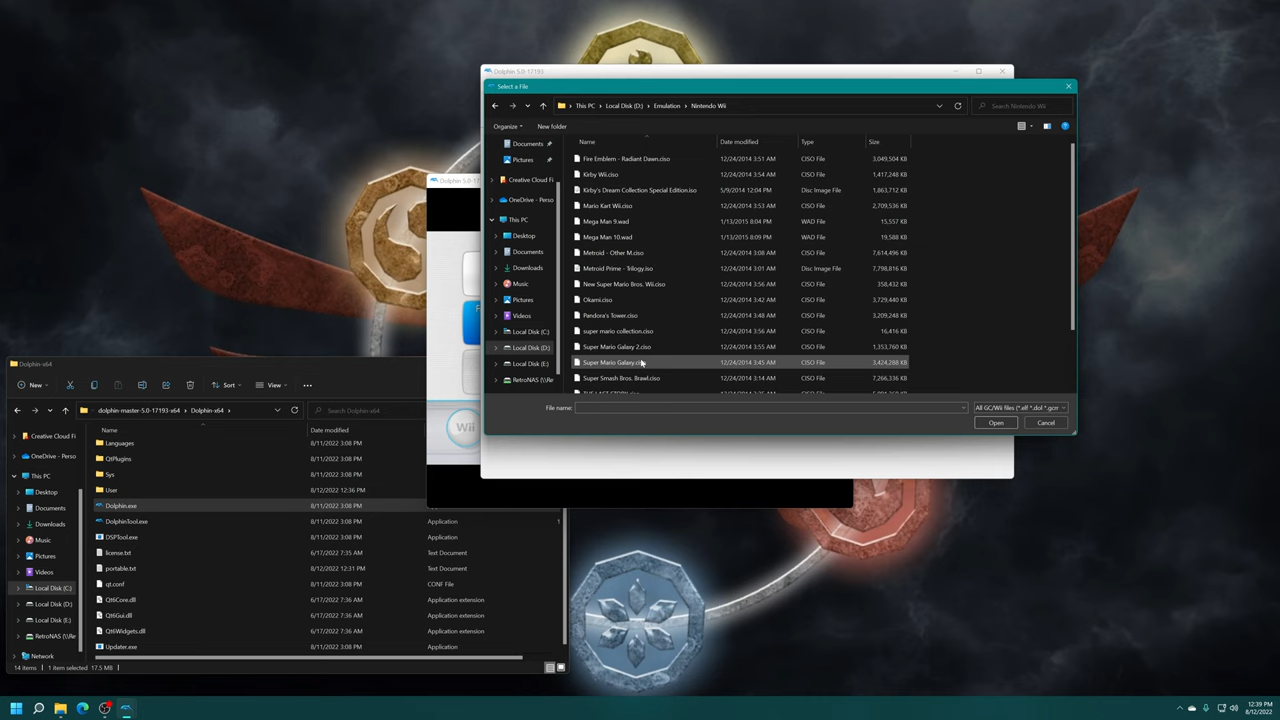 Dolphin 5.0-17193
Select a File
This PC > Local Disk (D:) > Emulation > Nintendo Wii
Search Nintendo Wii
Organize
New folder
Name Date modified Type Size
Documents
Pictures
Creative Cloud Fi
OneDrive - Perso
This PC
Desktop
Documents
Downloads
Music
Pictures
Videos
Local Disk (C:)
Local Disk (D:)
Local Disk (E:)
RetroNAS (\\Re
Fire Emblem - Radiant Dawn.ciso 12/24/2014 3:51 AM CISO File 3,049,504 KB
Kirby Wii.ciso 12/24/2014 3:54 AM CISO File 1,417,248 KB
Kirby's Dream Collection Special Edition.iso 5/9/2014 12:04 PM Disc Image File 1,863,712 KB
Mario Kart Wii.ciso 12/24/2014 3:53 AM CISO File 2,709,536 KB
Mega Man 9.wad 1/13/2015 8:04 PM WAD File 15,557 KB
Mega Man 10.wad 1/13/2015 8:09 PM WAD File 19,588 KB
Metroid - Other M.ciso 12/24/2014 3:08 AM CISO File 7,614,496 KB
Metroid Prime - Trilogy.iso 12/24/2014 3:01 AM Disc Image File 7,798,816 KB
New Super Mario Bros. Wii.ciso 12/24/2014 3:56 AM CISO File 358,432 KB
Okami.ciso 12/24/2014 3:42 AM CISO File 3,729,440 KB
Pandora's Tower.ciso 12/24/2014 3:48 AM CISO File 3,209,248 KB
super mario collection.ciso 12/24/2014 3:56 AM CISO File 16,416 KB
Super Mario Galaxy 2.ciso 12/24/2014 3:55 AM CISO File 1,353,760 KB
Super Mario Galaxy.ciso 12/24/2014 3:45 AM CISO File 3,424,288 KB
Super Smash Bros. Brawl.ciso 12/24/2014 3:14 AM CISO File 7,266,336 KB
File name:
All GC/Wii files (*.elf *.dol *.gcm
Open
Cancel
Dolphin 5.0-17
Wii
Dolphin-x64
New
Sort
View
dolphin-master-5.0-17193-x64 > Dolphin-x64 >
Search Dolphin-x64
Name Date modified Type
Creative Cloud Fi
OneDrive - Perso
This PC
Desktop
Documents
Downloads
Music
Pictures
Videos
Local Disk (C:)
Local Disk (D:)
Local Disk (E:)
RetroNAS (\\Re
Network
Languages 8/11/2022 3:08 PM
QtPlugins 8/11/2022 3:08 PM
Sys 8/11/2022 3:08 PM
User 8/12/2022 12:36 PM
Dolphin.exe 8/11/2022 3:08 PM
DolphinTool.exe 8/11/2022 3:08 PM Application 1
DSPTool.exe 8/11/2022 3:08 PM Application
license.txt 6/17/2022 7:35 AM Text Document
portable.txt 8/12/2022 12:31 PM Text Document
qt.conf 8/11/2022 3:08 PM CONF File
Qt6Core.dll 6/17/2022 7:36 AM Application extension
Qt6Gui.dll 6/17/2022 7:36 AM Application extension
Qt6Widgets.dll 6/17/2022 7:36 AM Application extension
Updater.exe 8/11/2022 3:08 PM Application
14 items 1 item selected 17.5 MB
12:39 PM
8/12/2022